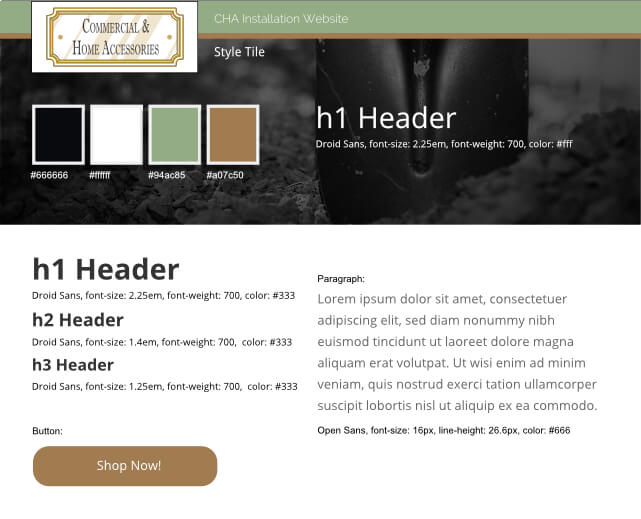 COMMERCIAL &
HOME ACCESSORIES
CHA Installation Website
Style Tile
#666666
#ffffff
#94ac85
#a07c50
h1 Header
Droid Sans, font-size: 2.25em, font-weight: 700, color: #fff
h1 Header
Droid Sans, font-size: 2.25em, font-weight: 700, color: #333
h2 Header
Droid Sans, font-size: 1.4em, font-weight: 700,  color: #333
h3 Header
Droid Sans, font-size: 1.25em, font-weight: 700,  color: #333
Button:
Shop Now!
Paragraph:
Lorem ipsum dolor sit amet, consectetuer
adipiscing elit, sed diam nonummy nibh
euismod tincidunt ut laoreet dolore magna
aliquam erat volutpat. Ut wisi enim ad minim
veniam, quis nostrud exerci tation ullamcorper
suscipit lobortis nisl ut aliquip ex ea commodo.
Open Sans, font-size: 16px, line-height: 26.6px, color: #666